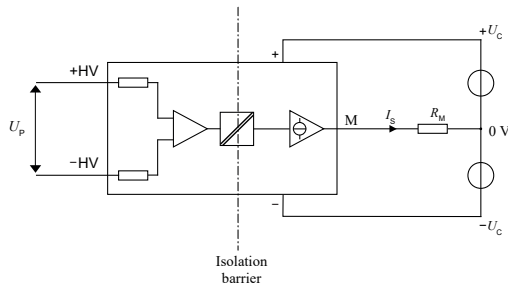 +U_C
+
+HV
M
I_S
R_M
U_P
0 V
−HV
−
−U_C
Isolation
barrier